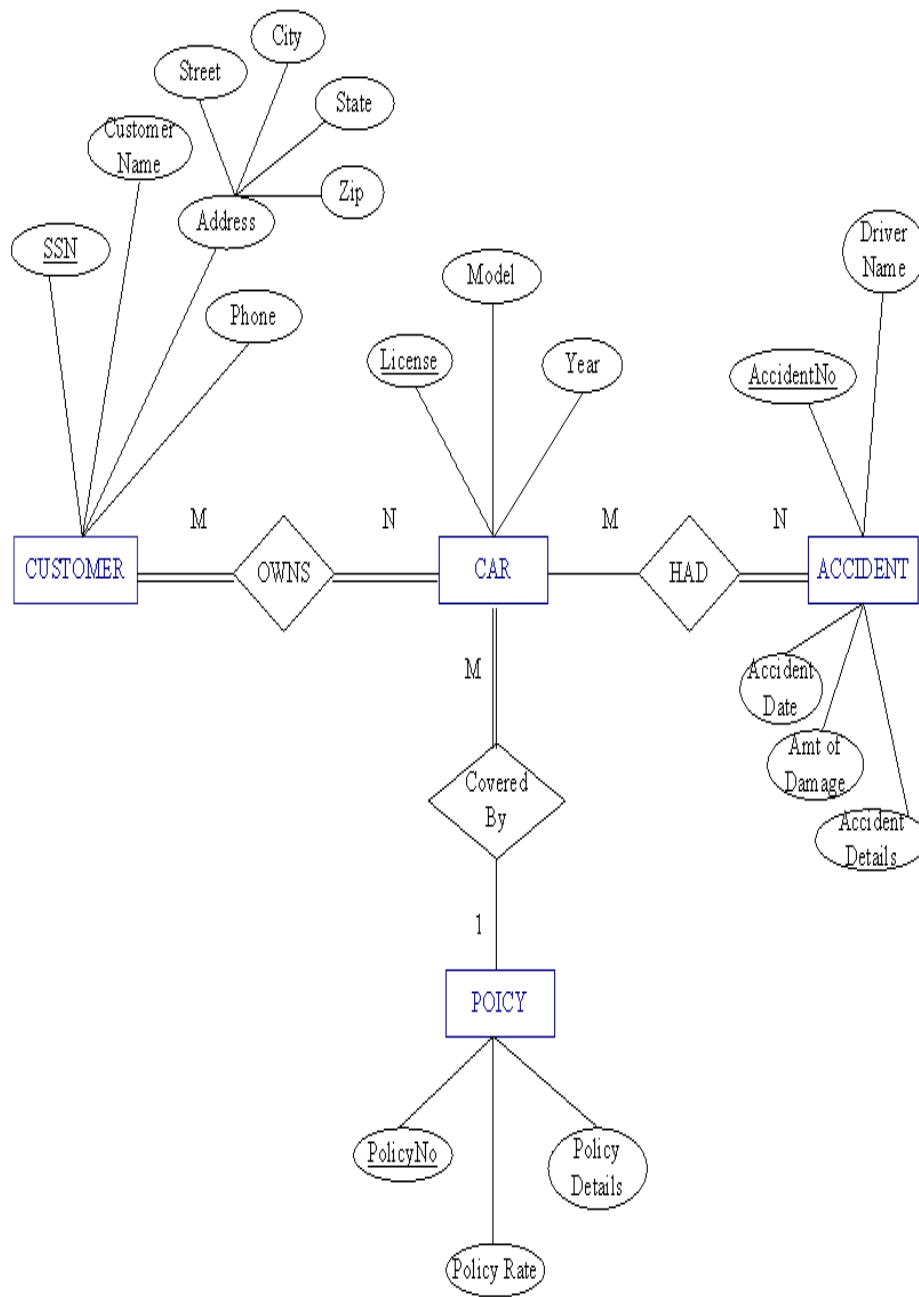 City
Street
State
Customer
Name
Zip
Address
Driver
Name
SSN
Model
Phone
License
Year
AccidentNo
M
N
M
N
CUSTOMER
OWNS
CAR
HAD
ACCIDENT
M
Accident
Date
Amt of
Damage
Covered
By
Accident
Details
1
POICY
PolicyNo
Policy
Details
Policy Rate